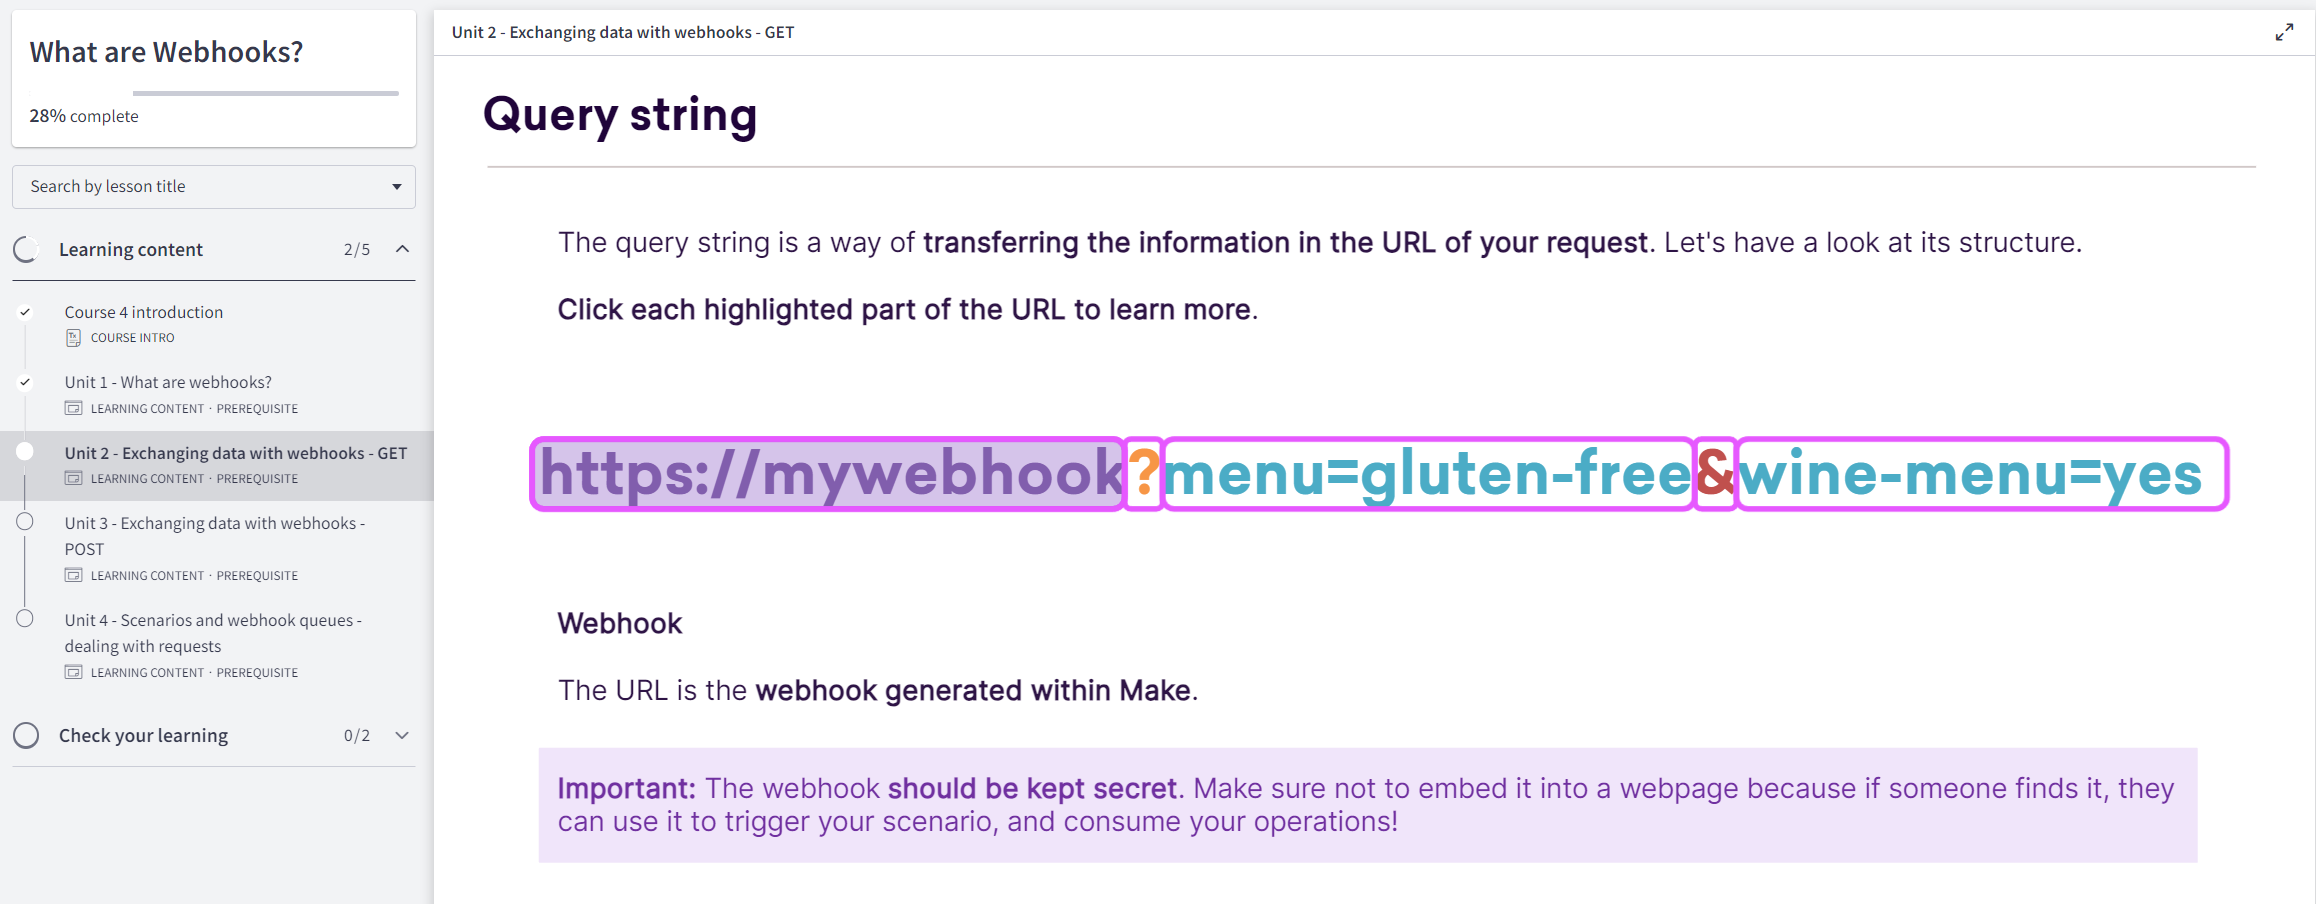 What are Webhooks?
28% complete
Search by lesson title
Learning content 2/5
Course 4 introduction
COURSE INTRO
Unit 1 - What are webhooks?
LEARNING CONTENT · PREREQUISITE
Unit 2 - Exchanging data with webhooks - GET
LEARNING CONTENT · PREREQUISITE
Unit 3 - Exchanging data with webhooks -
POST
LEARNING CONTENT · PREREQUISITE
Unit 4 - Scenarios and webhook queues -
dealing with requests
LEARNING CONTENT · PREREQUISITE
Check your learning 0/2
Unit 2 - Exchanging data with webhooks - GET
Query string
The query string is a way of transferring the information in the URL of your request. Let's have a look at its structure.
Click each highlighted part of the URL to learn more.
https://mywebhook?menu=gluten-free&wine-menu=yes
Webhook
The URL is the webhook generated within Make.
Important: The webhook should be kept secret. Make sure not to embed it into a webpage because if someone finds it, they
can use it to trigger your scenario, and consume your operations!